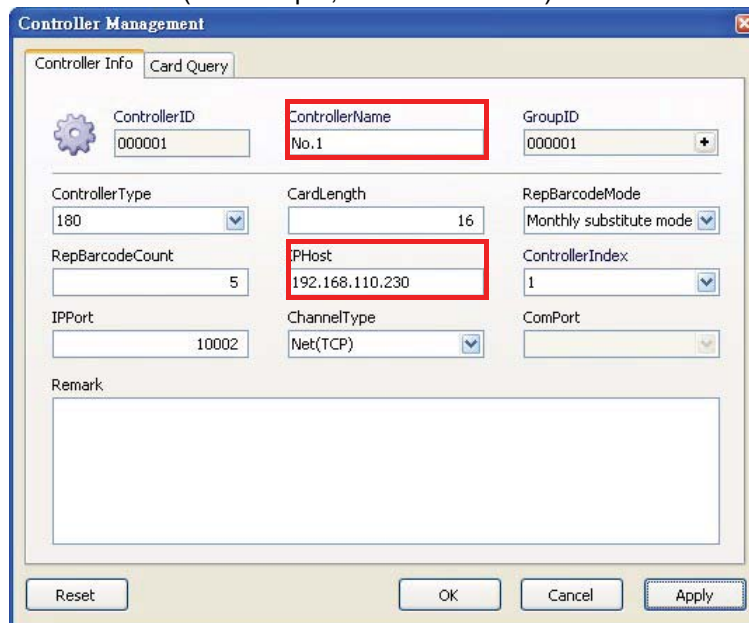 Controller Management
Controller Info Card Query
ControllerID ControllerName GroupID
000001 No.1 000001 +
ControllerType CardLength RepBarcodeMode
180 16 Monthly substitute mode
RepBarcodeCount IPHost ControllerIndex
5 192.168.110.230 1
IPPort ChannelType ComPort
10002 Net(TCP)
Remark
Reset OK Cancel Apply